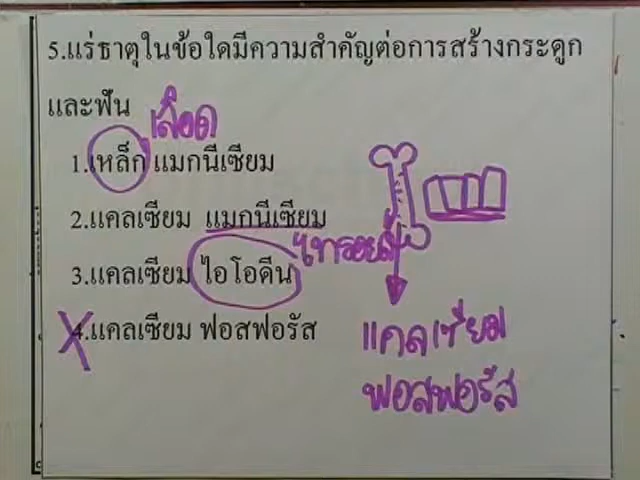 5.แร่ธาตุในข้อใดมีความสำคัญต่อการสร้างกระดูก
และฟัน
เลือด
1.เหล็ก แมกนีเซียม
2.แคลเซียม แมกนีเซียม
ไทรอยด์
3.แคลเซียม ไอโอดีน
4.แคลเซียม ฟอสฟอรัส
แคลเซียม
ฟอสฟอรัส